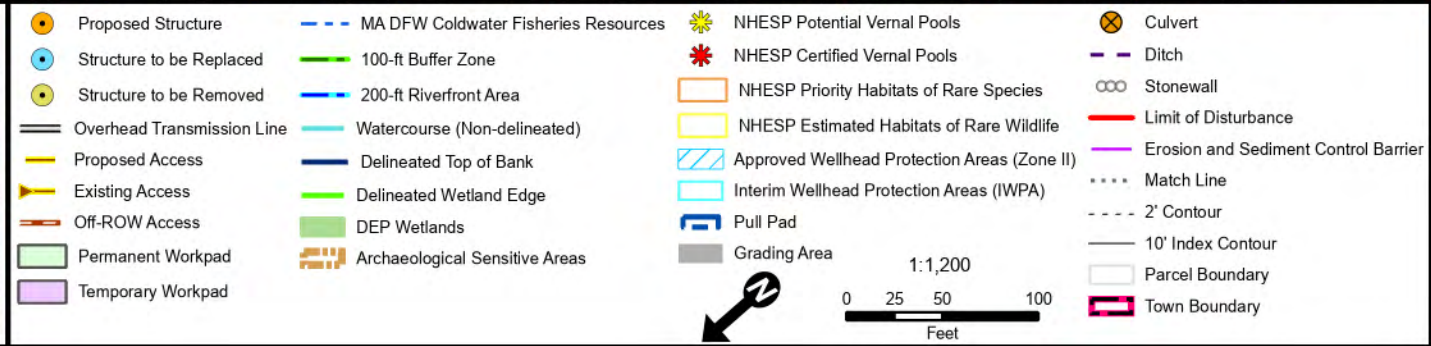 Proposed Structure
Structure to be Replaced
Structure to be Removed
Overhead Transmission Line
Proposed Access
Existing Access
Off-ROW Access
Permanent Workpad
Temporary Workpad
MA DFW Coldwater Fisheries Resources
100-ft Buffer Zone
200-ft Riverfront Area
Watercourse (Non-delineated)
Delineated Top of Bank
Delineated Wetland Edge
DEP Wetlands
Archaeological Sensitive Areas
NHESP Potential Vernal Pools
NHESP Certified Vernal Pools
NHESP Priority Habitats of Rare Species
NHESP Estimated Habitats of Rare Wildlife
Approved Wellhead Protection Areas (Zone II)
Interim Wellhead Protection Areas (IWPA)
Pull Pad
Grading Area
N
1:1,200
0 25 50 100
Feet
Culvert
Ditch
Stonewall
Limit of Disturbance
Erosion and Sediment Control Barrier
Match Line
2' Contour
10' Index Contour
Parcel Boundary
Town Boundary